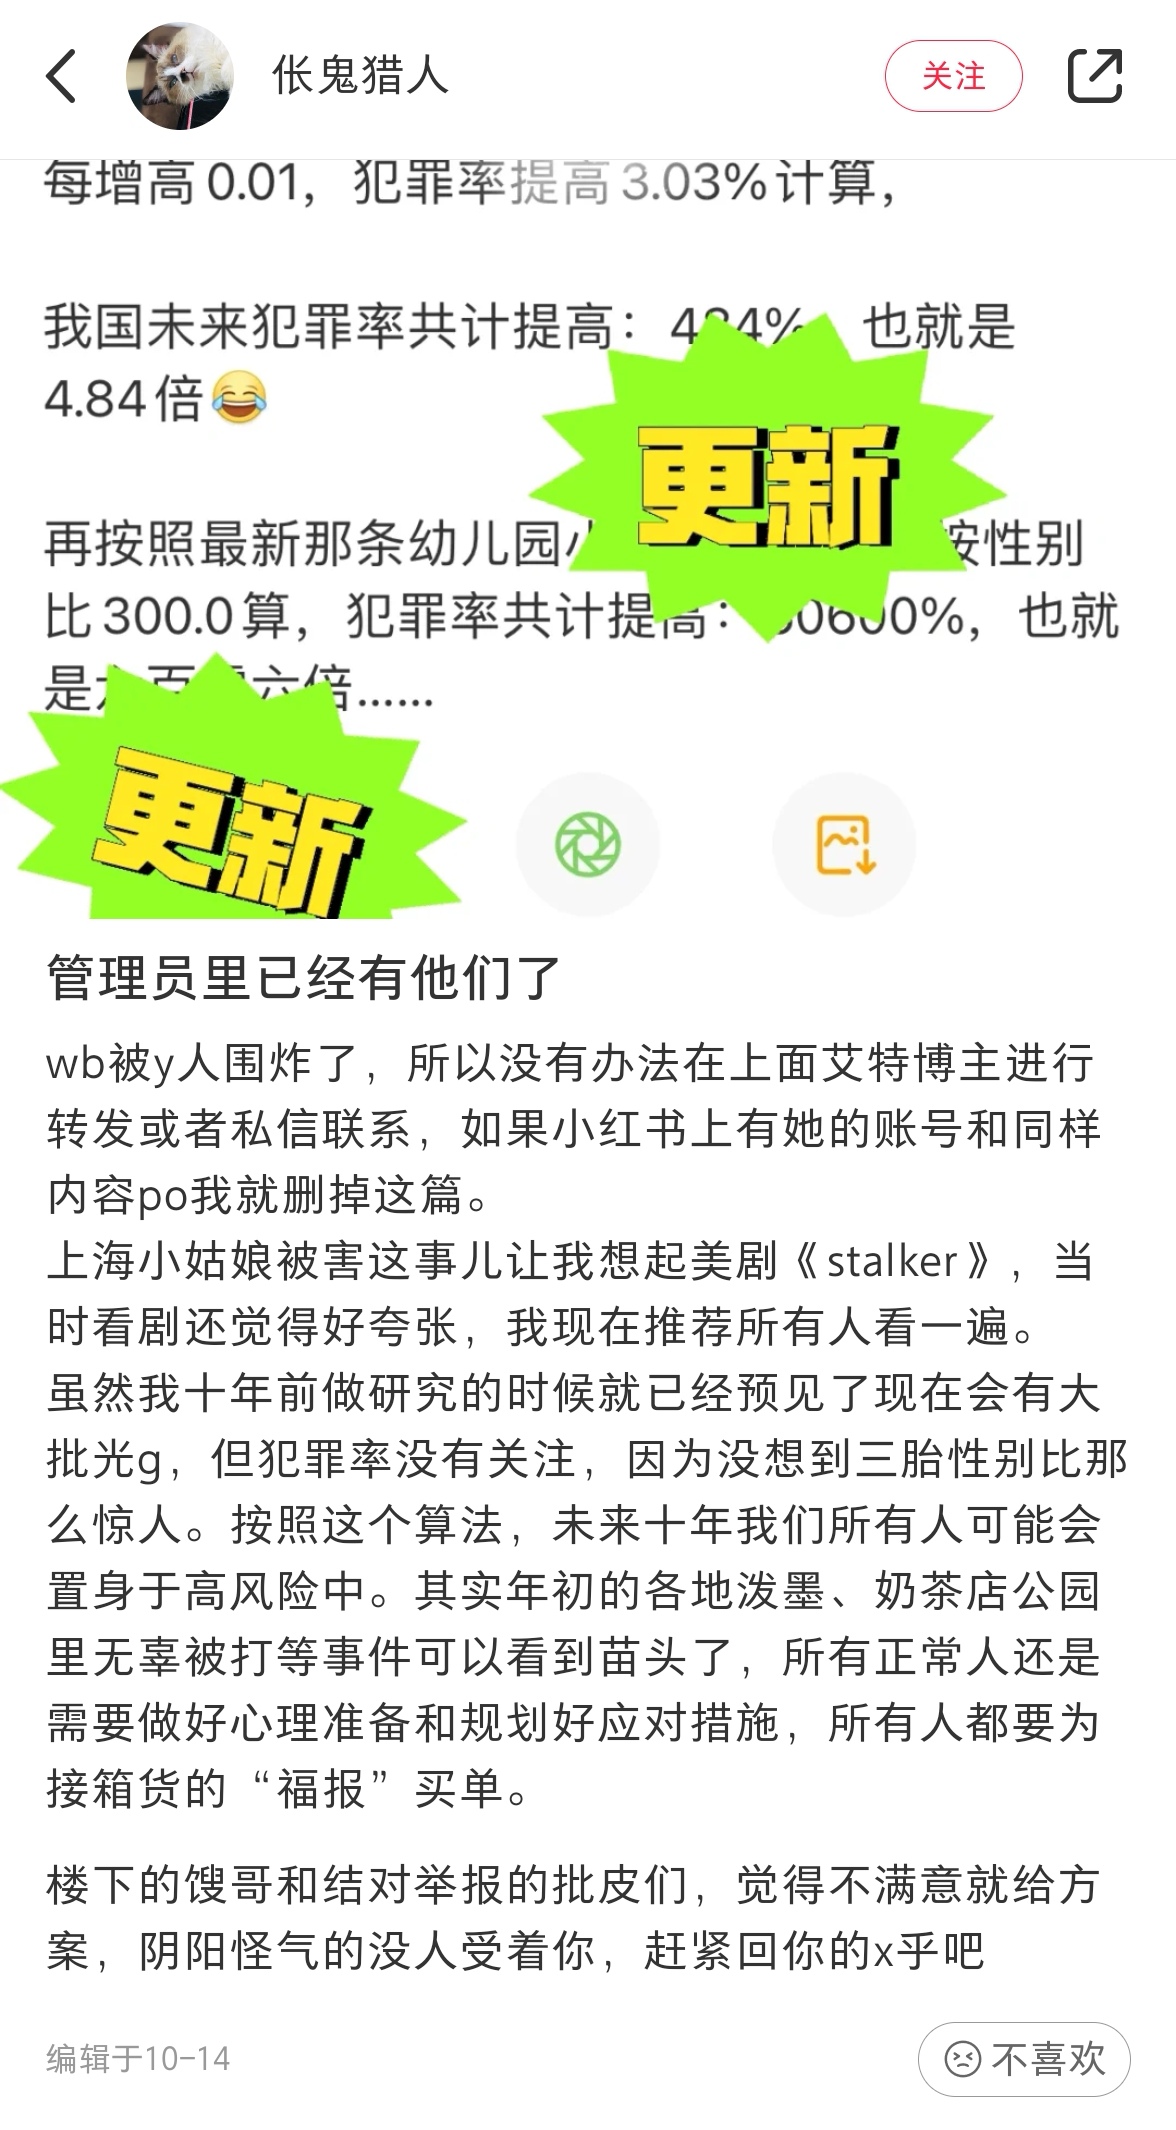 伥鬼猎人
关注
每增高0.01，犯罪率提高3.03%计算，
我国未来犯罪率共计提高：484%，也就是
4.84倍😂
更新
再按照最新那条幼儿园 按性别
比300.0算，犯罪率共计提高： 0600%，也就
是六百零六倍……
更新
管理员里已经有他们了
wb被y人围炸了，所以没有办法在上面艾特博主进行
转发或者私信联系，如果小红书上有她的账号和同样
内容po我就删掉这篇。
上海小姑娘被害这事儿让我想起美剧《stalker》，当
时看剧还觉得好夸张，我现在推荐所有人看一遍。
虽然我十年前做研究的时候就已经预见了现在会有大
批光g，但犯罪率没有关注，因为没想到三胎性别比那
么惊人。按照这个算法，未来十年我们所有人可能会
置身于高风险中。其实年初的各地泼墨、奶茶店公园
里无辜被打等事件可以看到苗头了，所有正常人还是
需要做好心理准备和规划好应对措施，所有人都要为
接箱货的“福报”买单。
楼下的馊哥和结对举报的批皮们，觉得不满意就给方
案，阴阳怪气的没人受着你，赶紧回你的x乎吧
编辑于10-14
不喜欢